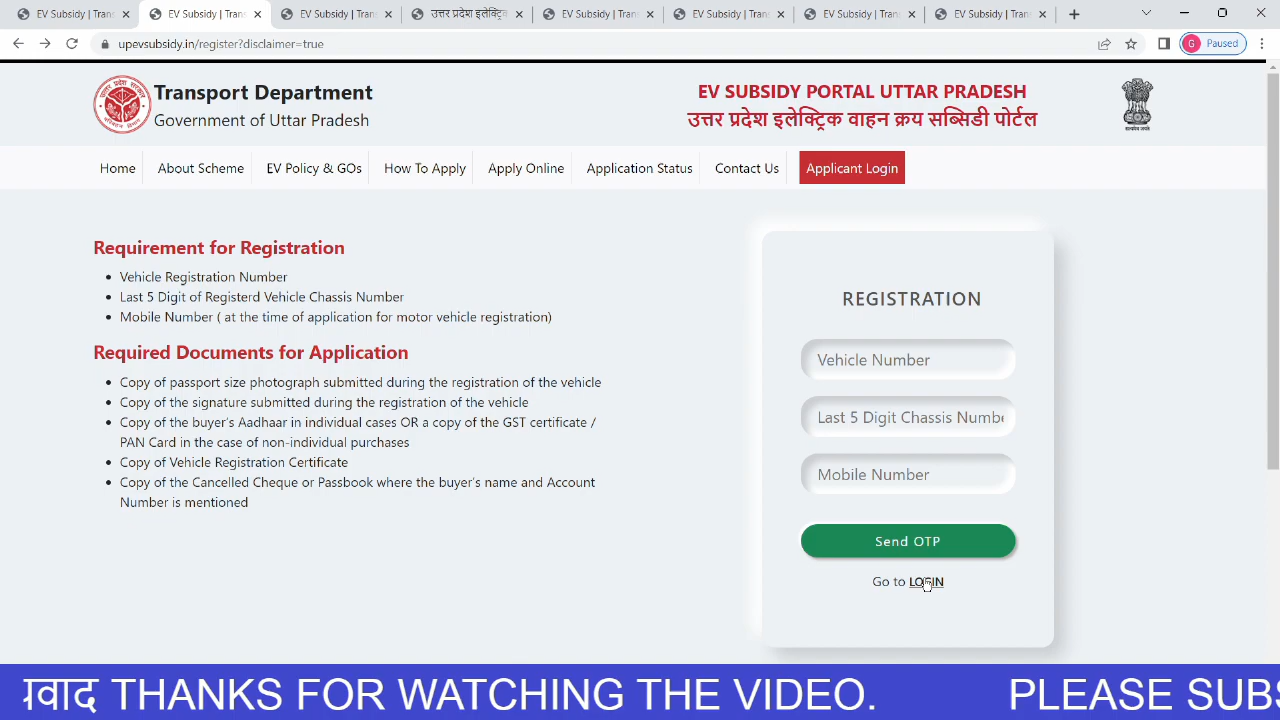 EV Subsidy | Trans
EV Subsidy | Trans
EV Subsidy | Trans
उत्तर प्रदेश इलेक्ट्रि
EV Subsidy | Trans
EV Subsidy | Trans
EV Subsidy | Trans
EV Subsidy | Trans
upevsubsidy.in/register?disclaimer=true
G Paused
Transport Department
Government of Uttar Pradesh
EV SUBSIDY PORTAL UTTAR PRADESH
उत्तर प्रदेश इलेक्ट्रिक वाहन क्रय सब्सिडी पोर्टल
Home
About Scheme
EV Policy & GOs
How To Apply
Apply Online
Application Status
Contact Us
Applicant Login
Requirement for Registration
Vehicle Registration Number
Last 5 Digit of Registerd Vehicle Chassis Number
Mobile Number ( at the time of application for motor vehicle registration)
Required Documents for Application
Copy of passport size photograph submitted during the registration of the vehicle
Copy of the signature submitted during the registration of the vehicle
Copy of the buyer's Aadhaar in individual cases OR a copy of the GST certificate /
PAN Card in the case of non-individual purchases
Copy of Vehicle Registration Certificate
Copy of the Cancelled Cheque or Passbook where the buyer's name and Account
Number is mentioned
REGISTRATION
Vehicle Number
Last 5 Digit Chassis Numbe
Mobile Number
Send OTP
Go to LOGIN
THANKS FOR WATCHING THE VIDEO. PLEASE SUBS